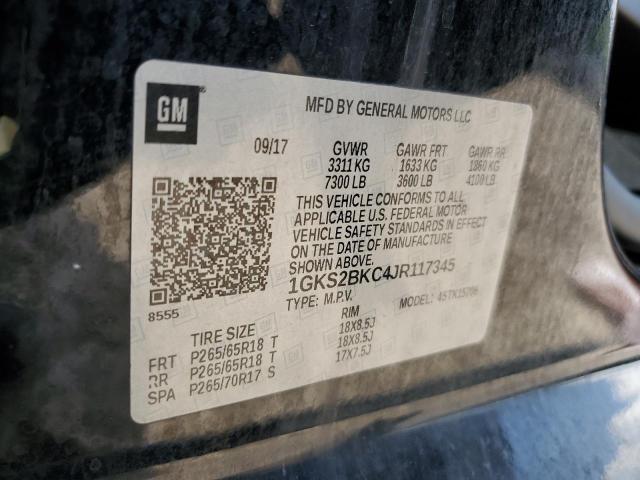 GM
MFD BY GENERAL MOTORS LLC
09/17 GVWR GAWR FRT GAWR RR
3311 KG 1633 KG 1860 KG
7300 LB 3600 LB 4100 LB
THIS VEHICLE CONFORMS TO ALL
APPLICABLE U.S. FEDERAL MOTOR
VEHICLE SAFETY STANDARDS IN EFFECT
ON THE DATE OF MANUFACTURE
SHOWN ABOVE.
1GKS2BKC4JR117345
8555 TYPE: M.P.V. MODEL:
TIRE SIZE RIM
FRT P265/65R18 T 18X8.5J
RR P265/65R18 T 18X8.5J
SPA P265/70R17 S 17X7.5J